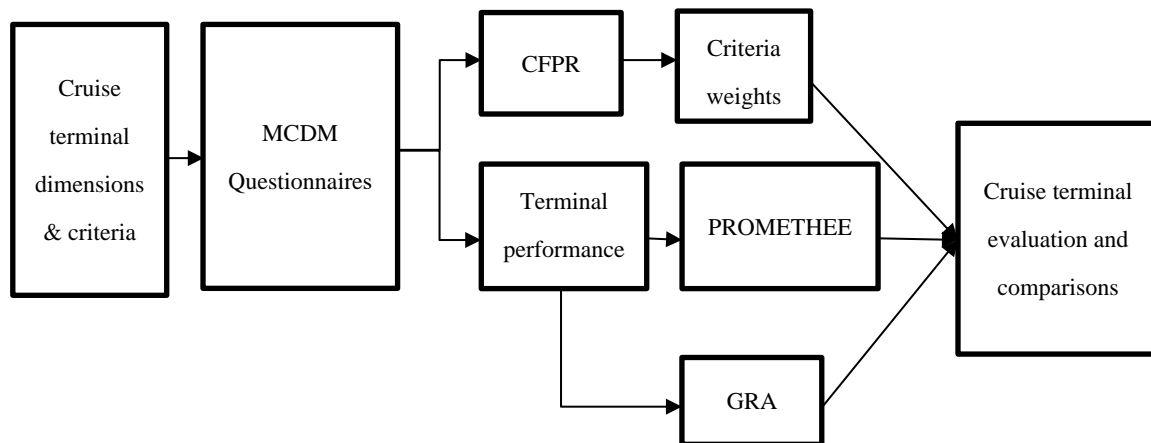 Cruise
terminal
dimensions
& criteria
MCDM
Questionnaires
CFPR
Criteria
weights
Terminal
performance
PROMETHEE
GRA
Cruise terminal
evaluation and
comparisons